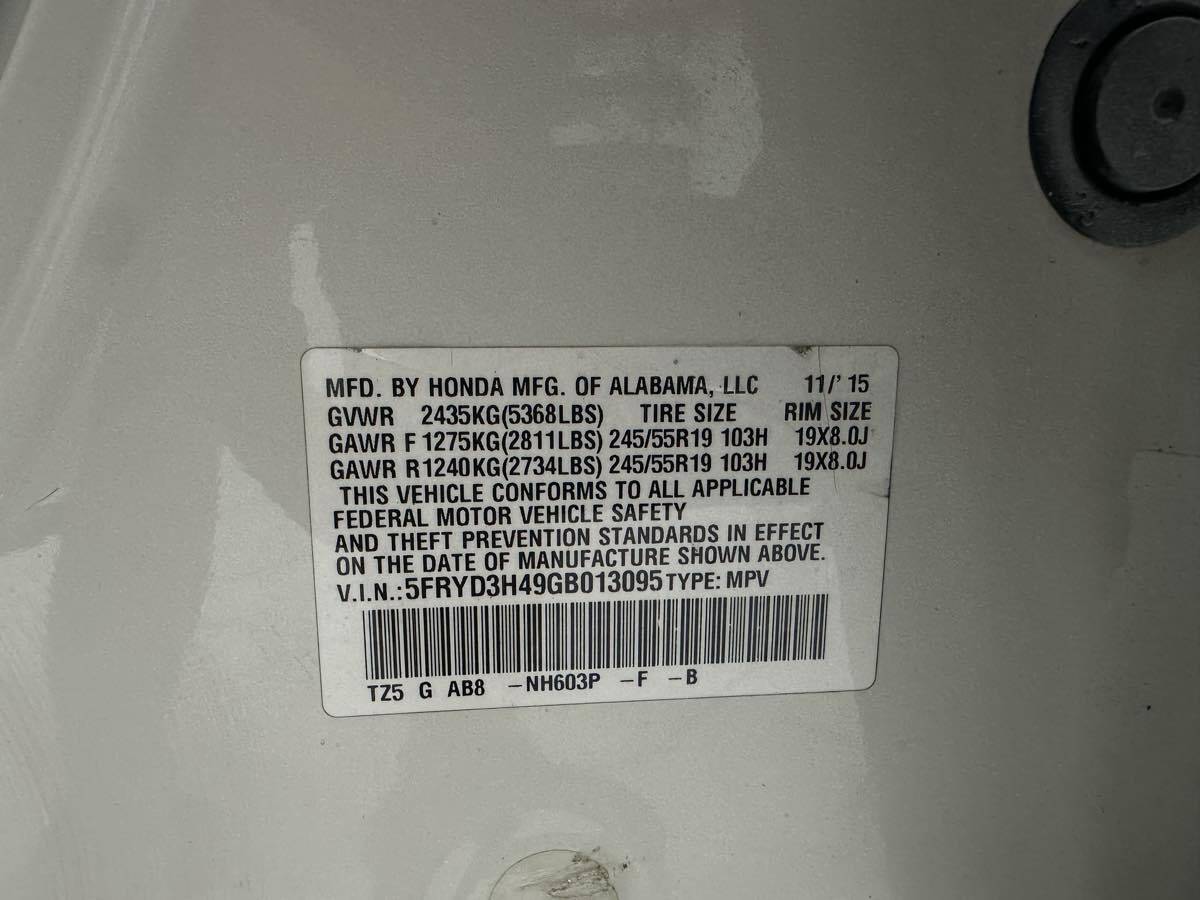 MFD. BY HONDA MFG. OF ALABAMA, LLC 11/'15
GVWR 2435KG(5368LBS) TIRE SIZE RIM SIZE
GAWR F 1275KG(2811LBS) 245/55R19 103H 19X8.0J
GAWR R1240KG(2734LBS) 245/55R19 103H 19X8.0J
THIS VEHICLE CONFORMS TO ALL APPLICABLE
FEDERAL MOTOR VEHICLE SAFETY
AND THEFT PREVENTION STANDARDS IN EFFECT
ON THE DATE OF MANUFACTURE SHOWN ABOVE.
V.I.N.:5FRYD3H49GB013095 TYPE: MPV
TZ5 G AB8 -NH603P -F -B